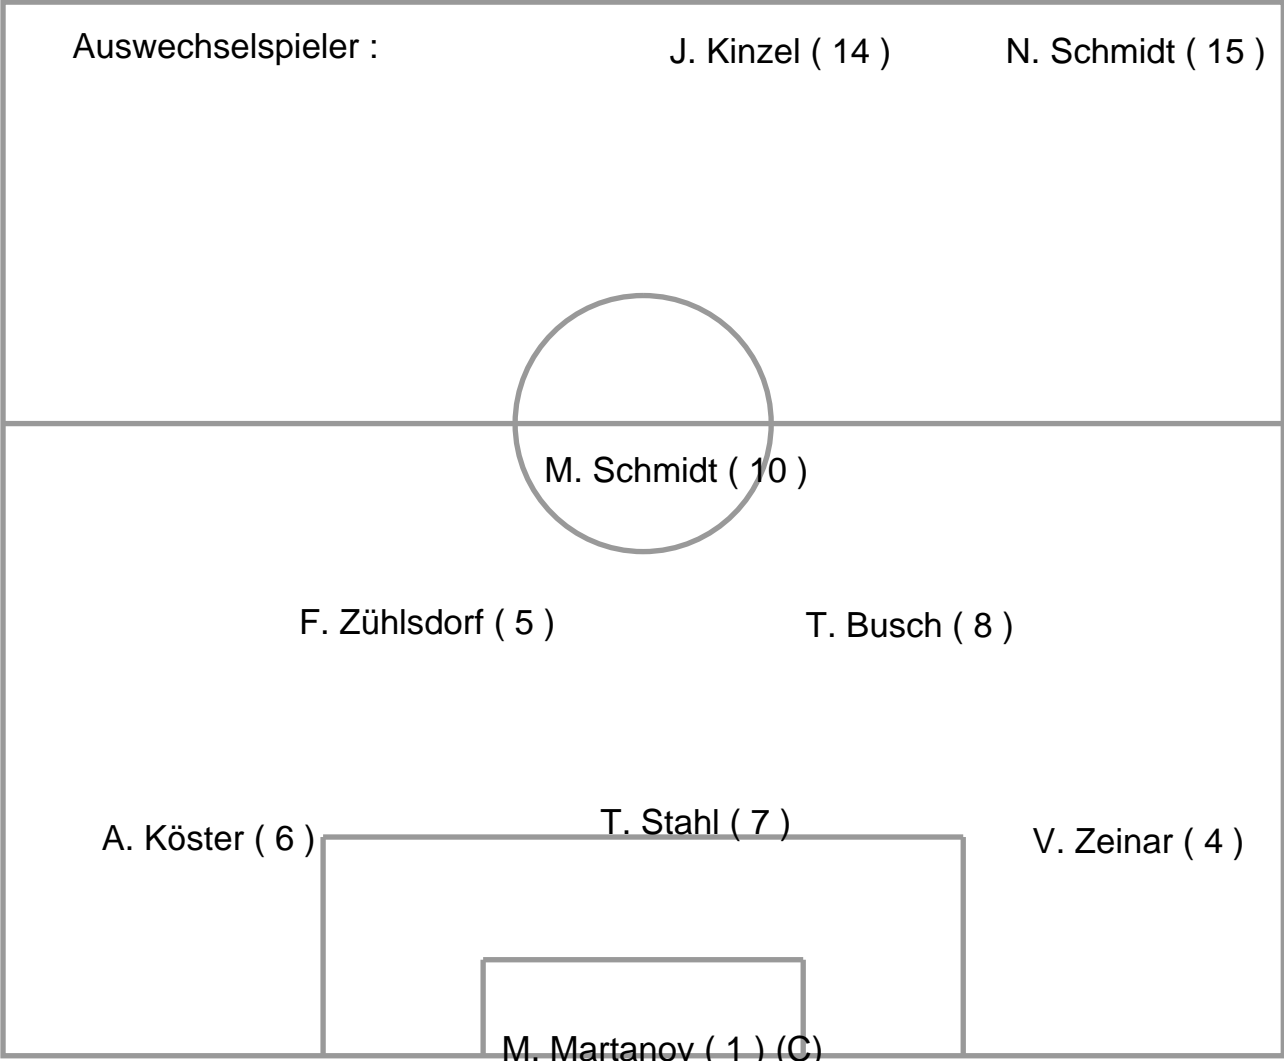 Auswechselspieler :
J. Kinzel ( 14 )
N. Schmidt ( 15 )
M. Schmidt ( 10 )
F. Zühlsdorf ( 5 )
T. Busch ( 8 )
A. Köster ( 6 )
T. Stahl ( 7 )
V. Zeinar ( 4 )
M. Martanov ( 1 ) (C)